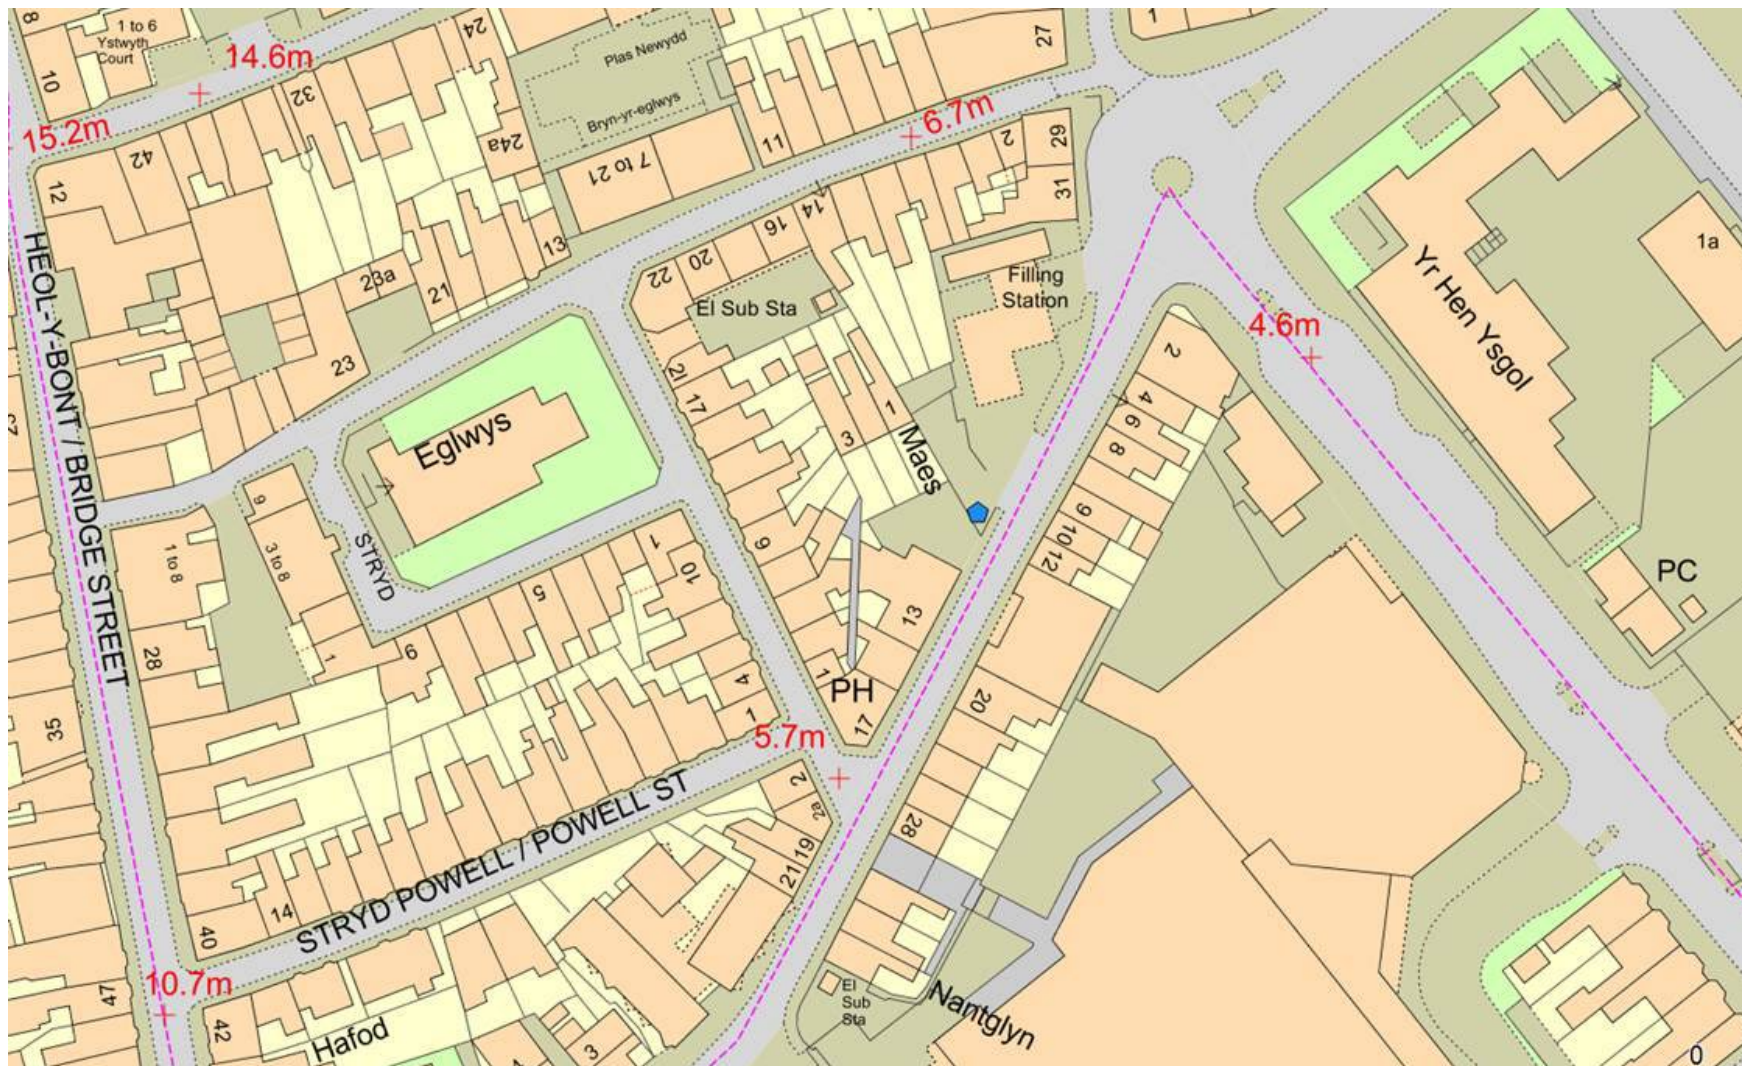 8
1 to 6
Ystwyth
Court
10
14.6m
15.2m
24
32
42
12
24a
Plas Newydd
Bryn-yr-eglwys
7 to 21
11
6.7m
27
1
2
29
31
1a
13
21
23a
23
22
20
16
14
El Sub Sta
Filling
Station
4.6m
Yr Hen Ysgol
HEOL-Y-BONT / BRIDGE STREET
Eglwys
21
17
1
3
Maes
2
4
6
8
9
10
12
9
STRYD
9
3 to 8
1 to 8
28
1
6
5
1
10
4
1
9
13
1
PH
17
5.7m
20
28
PC
35
40
14
STRYD POWELL / POWELL ST
2
2a
19
21
47
10.7m
42
Hafod
3
El
Sub
Sta
Nantglyn
0